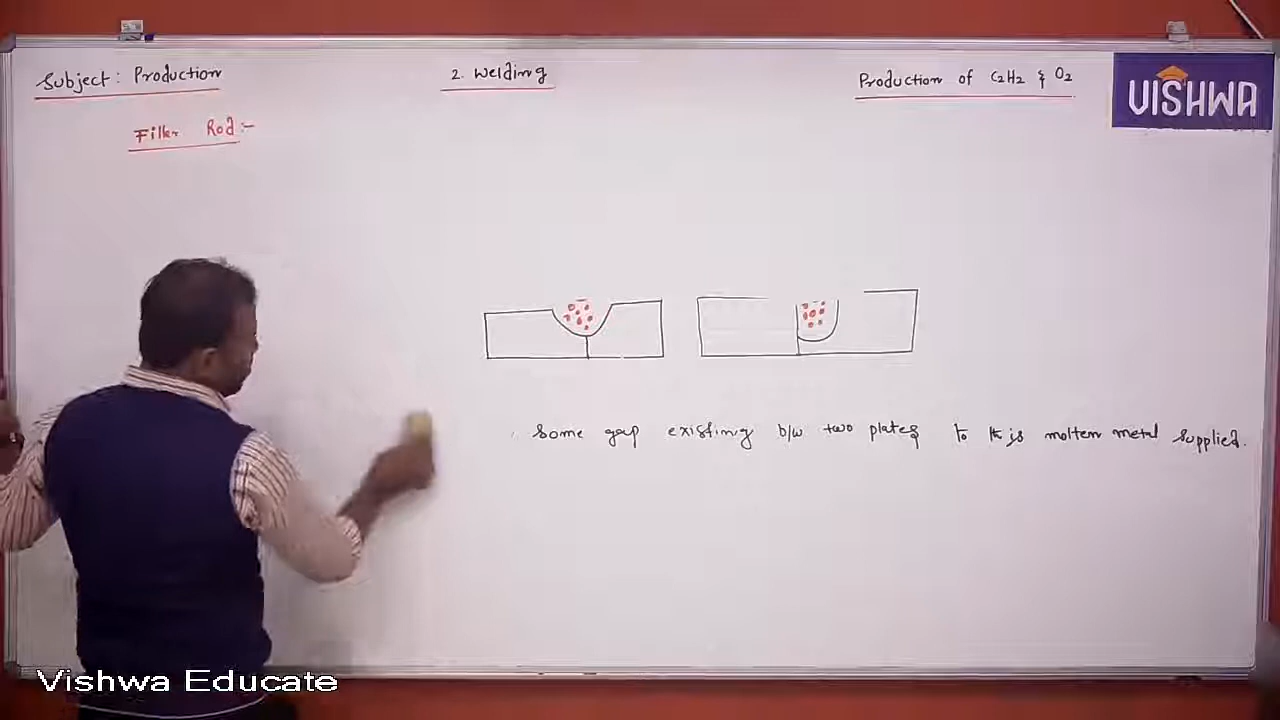 Subject: Production
2. Welding
Production of C2H2 & O2
VISHWA
Filler Rod:-
Some gap existing b/w two plates to this molten metal supplied.
Vishwa Educate